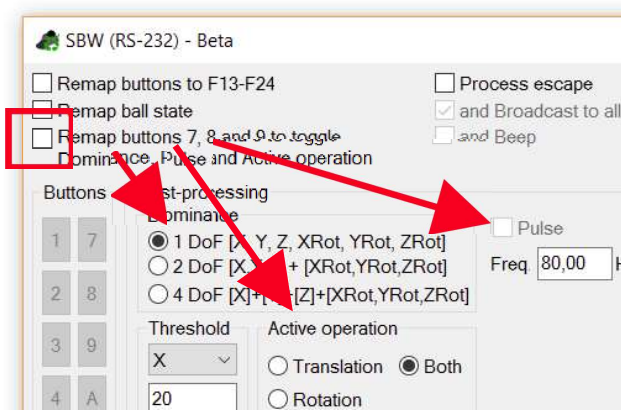 SBW (RS-232) - Beta
Remap buttons to F13-F24
Process escape
Remap ball state
and Broadcast to all
Remap buttons 7, 8 and 9 to toggle
and Beep
Dominance, Pulse and Active operation
Buttons
Dominance
1 7
1 DoF [X, Y, Z, XRot, YRot, ZRot]
Pulse
2 DoF + [XRot,YRot,ZRot]
Freq. 80,00
2 8
4 DoF [X]+ +[Z]+[XRot,YRot,ZRot]
Threshold
Active operation
3 9
X
Translation
Both
4 A
20
Rotation